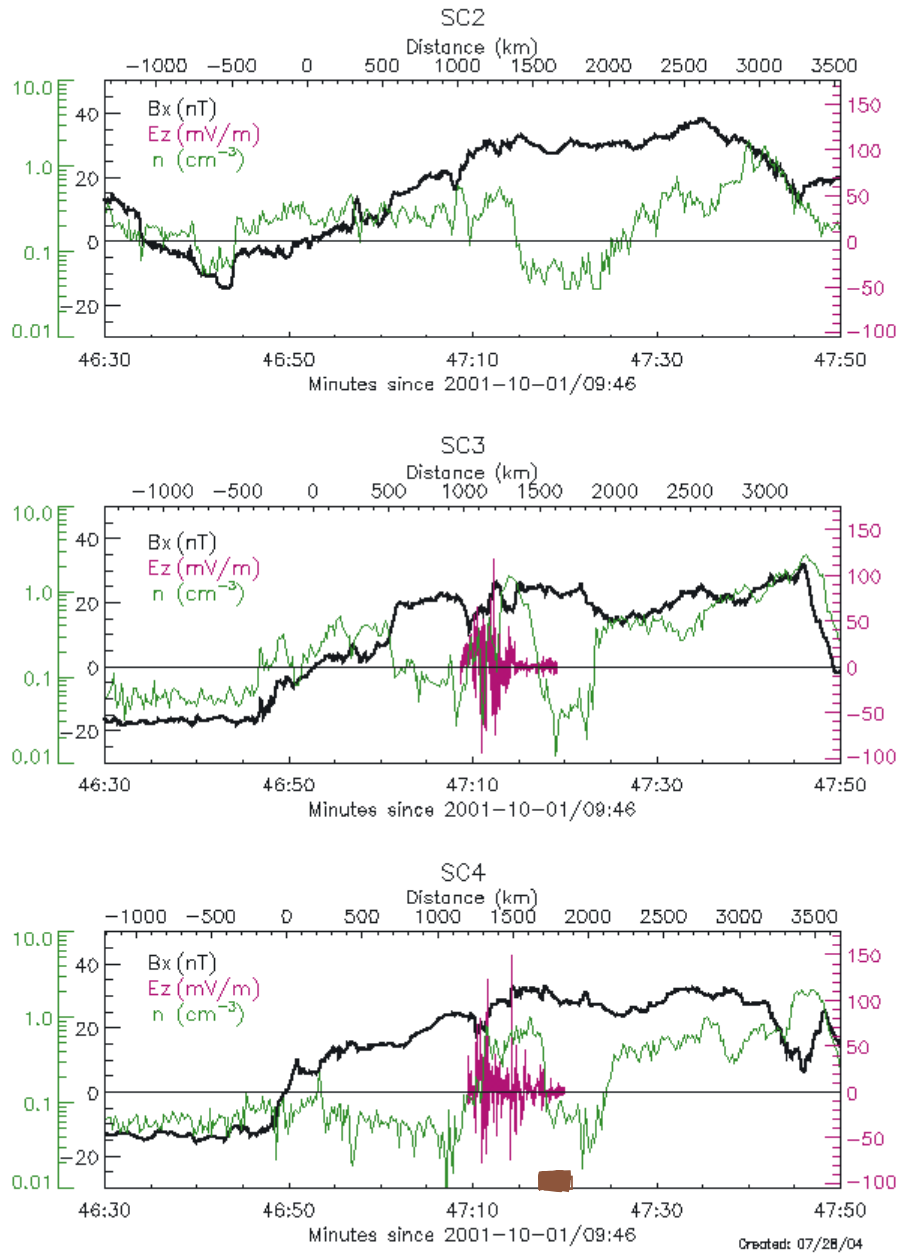 SC2
Distance (km)
-1000 -500 0 500 1000 1500 2000 2500 3000 3500
10.0 1.0 0.1 0.01
40 20 0 -20
Bx (nT)
Ez (mV/m)
n (cm⁻³)
150 100 50 0 -50 -100
46:30 46:50 47:10 47:30 47:50
Minutes since 2001-10-01/09:46
SC3
Distance (km)
-1000 -500 0 500 1000 1500 2000 2500 3000
10.0 1.0 0.1 0.01
40 20 0 -20
Bx (nT)
Ez (mV/m)
n (cm⁻³)
150 100 50 0 -50 -100
46:30 46:50 47:10 47:30 47:50
Minutes since 2001-10-01/09:46
SC4
Distance (km)
-1000 -500 0 500 1000 1500 2000 2500 3000 3500
10.0 1.0 0.1 0.01
40 20 0 -20
Bx (nT)
Ez (mV/m)
n (cm⁻³)
150 100 50 0 -50 -100
46:30 46:50 47:10 47:30 47:50
Minutes since 2001-10-01/09:46
Created: 07/28/04